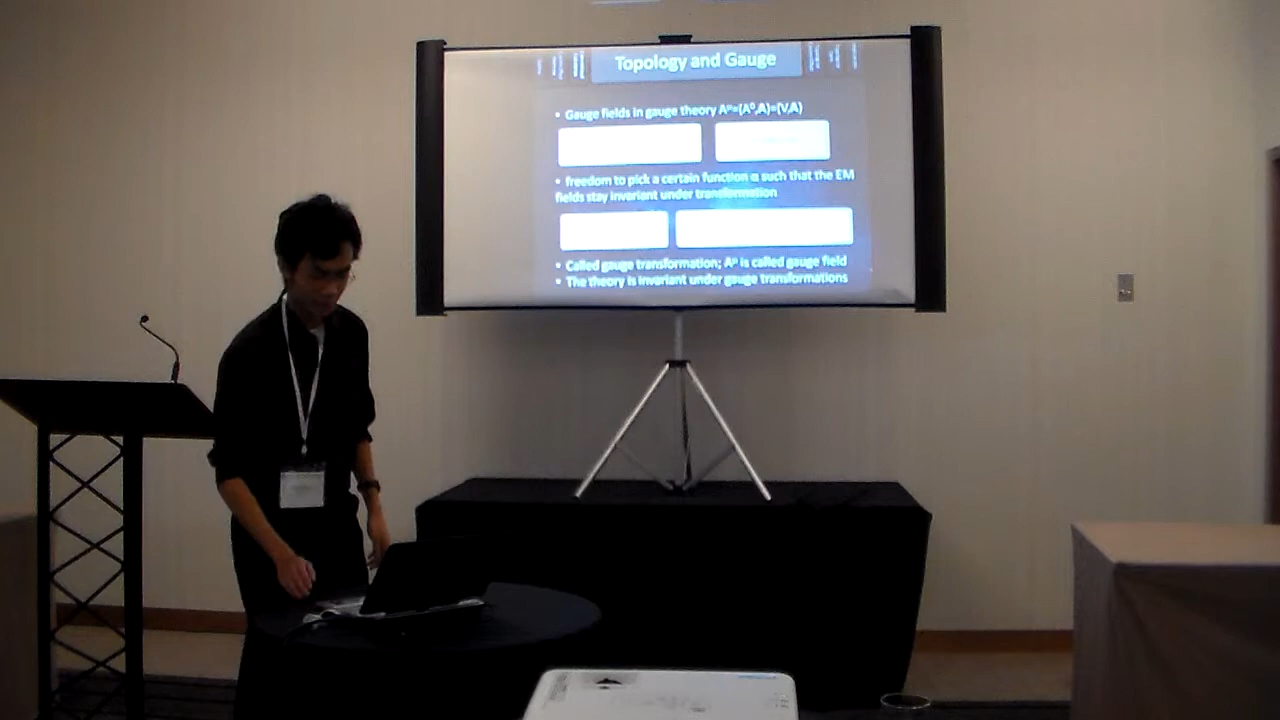 Topology and Gauge
• Gauge fields in gauge theory Aᵘ=(A⁰,A)=(V,A)
• freedom to pick a certain function α such that the EM
fields stay invariant under transformation
• Called gauge transformation; Aᵘ is called gauge field
• The theory is invariant under gauge transformations